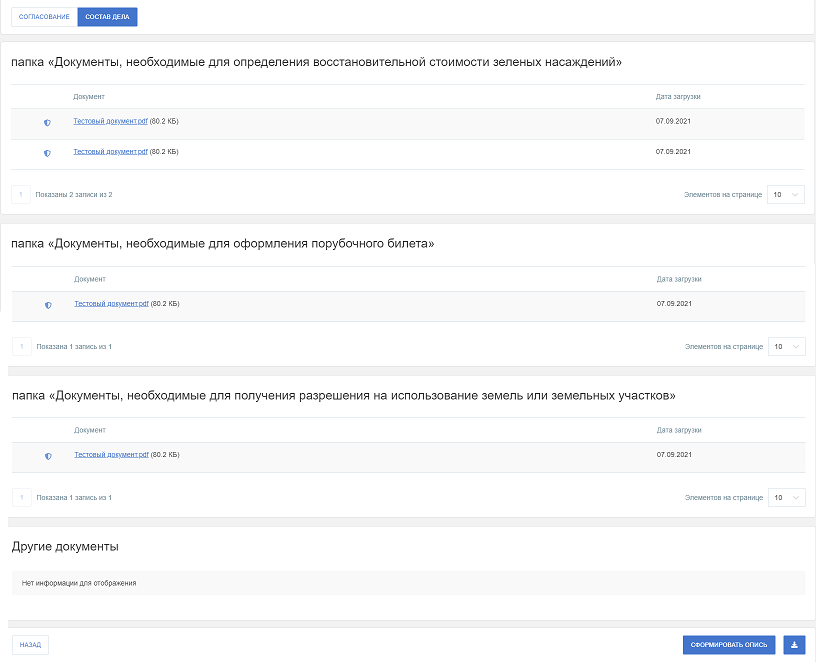 СОГЛАСОВАНИЕ СОСТАВ ДЕЛА
папка «Документы, необходимые для определения восстановительной стоимости зеленых насаждений»
Документ Дата загрузки
Тестовый документ.pdf (80.2 КБ) 07.09.2021
Тестовый документ.pdf (80.2 КБ) 07.09.2021
1 Показаны 2 записи из 2 Элементов на странице 10
папка «Документы, необходимые для оформления порубочного билета»
Документ Дата загрузки
Тестовый документ.pdf (80.2 КБ) 07.09.2021
1 Показана 1 запись из 1 Элементов на странице 10
папка «Документы, необходимые для получения разрешения на использование земель или земельных участков»
Документ Дата загрузки
Тестовый документ.pdf (80.2 КБ) 07.09.2021
1 Показана 1 запись из 1 Элементов на странице 10
Другие документы
Нет информации для отображения
НАЗАД СФОРМИРОВАТЬ ОПИСЬ